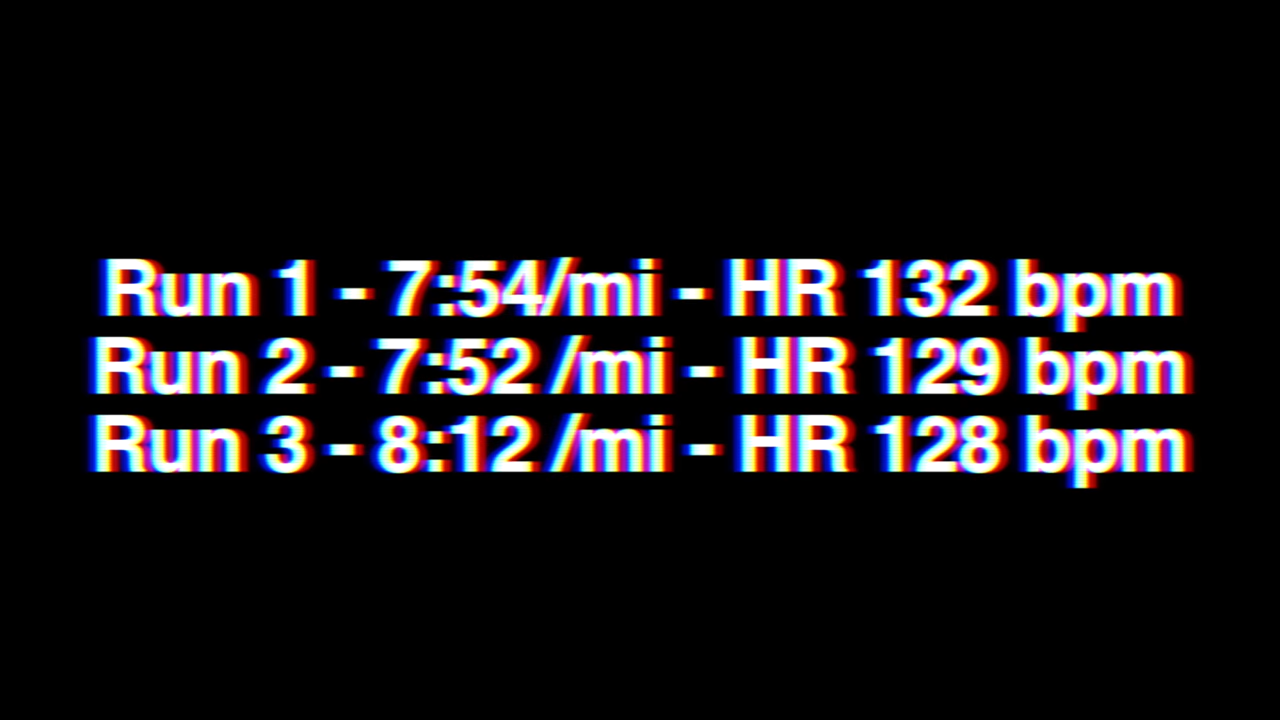 Run 1 - 7:54/mi - HR 132 bpm
Run 2 - 7:52 /mi - HR 129 bpm
Run 3 - 8:12 /mi - HR 128 bpm